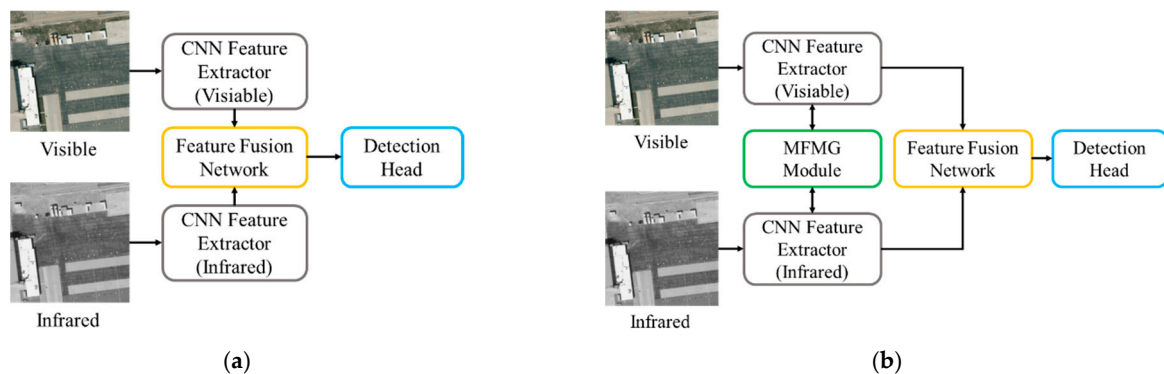 CNN Feature
Extractor
(Visiable)
Visible
Feature Fusion
Network
Detection
Head
CNN Feature
Extractor
(Infrared)
Infrared
(a)
CNN Feature
Extractor
(Visiable)
Visible
MFMG
Module
Feature Fusion
Network
Detection
Head
CNN Feature
Extractor
(Infrared)
Infrared
(b)